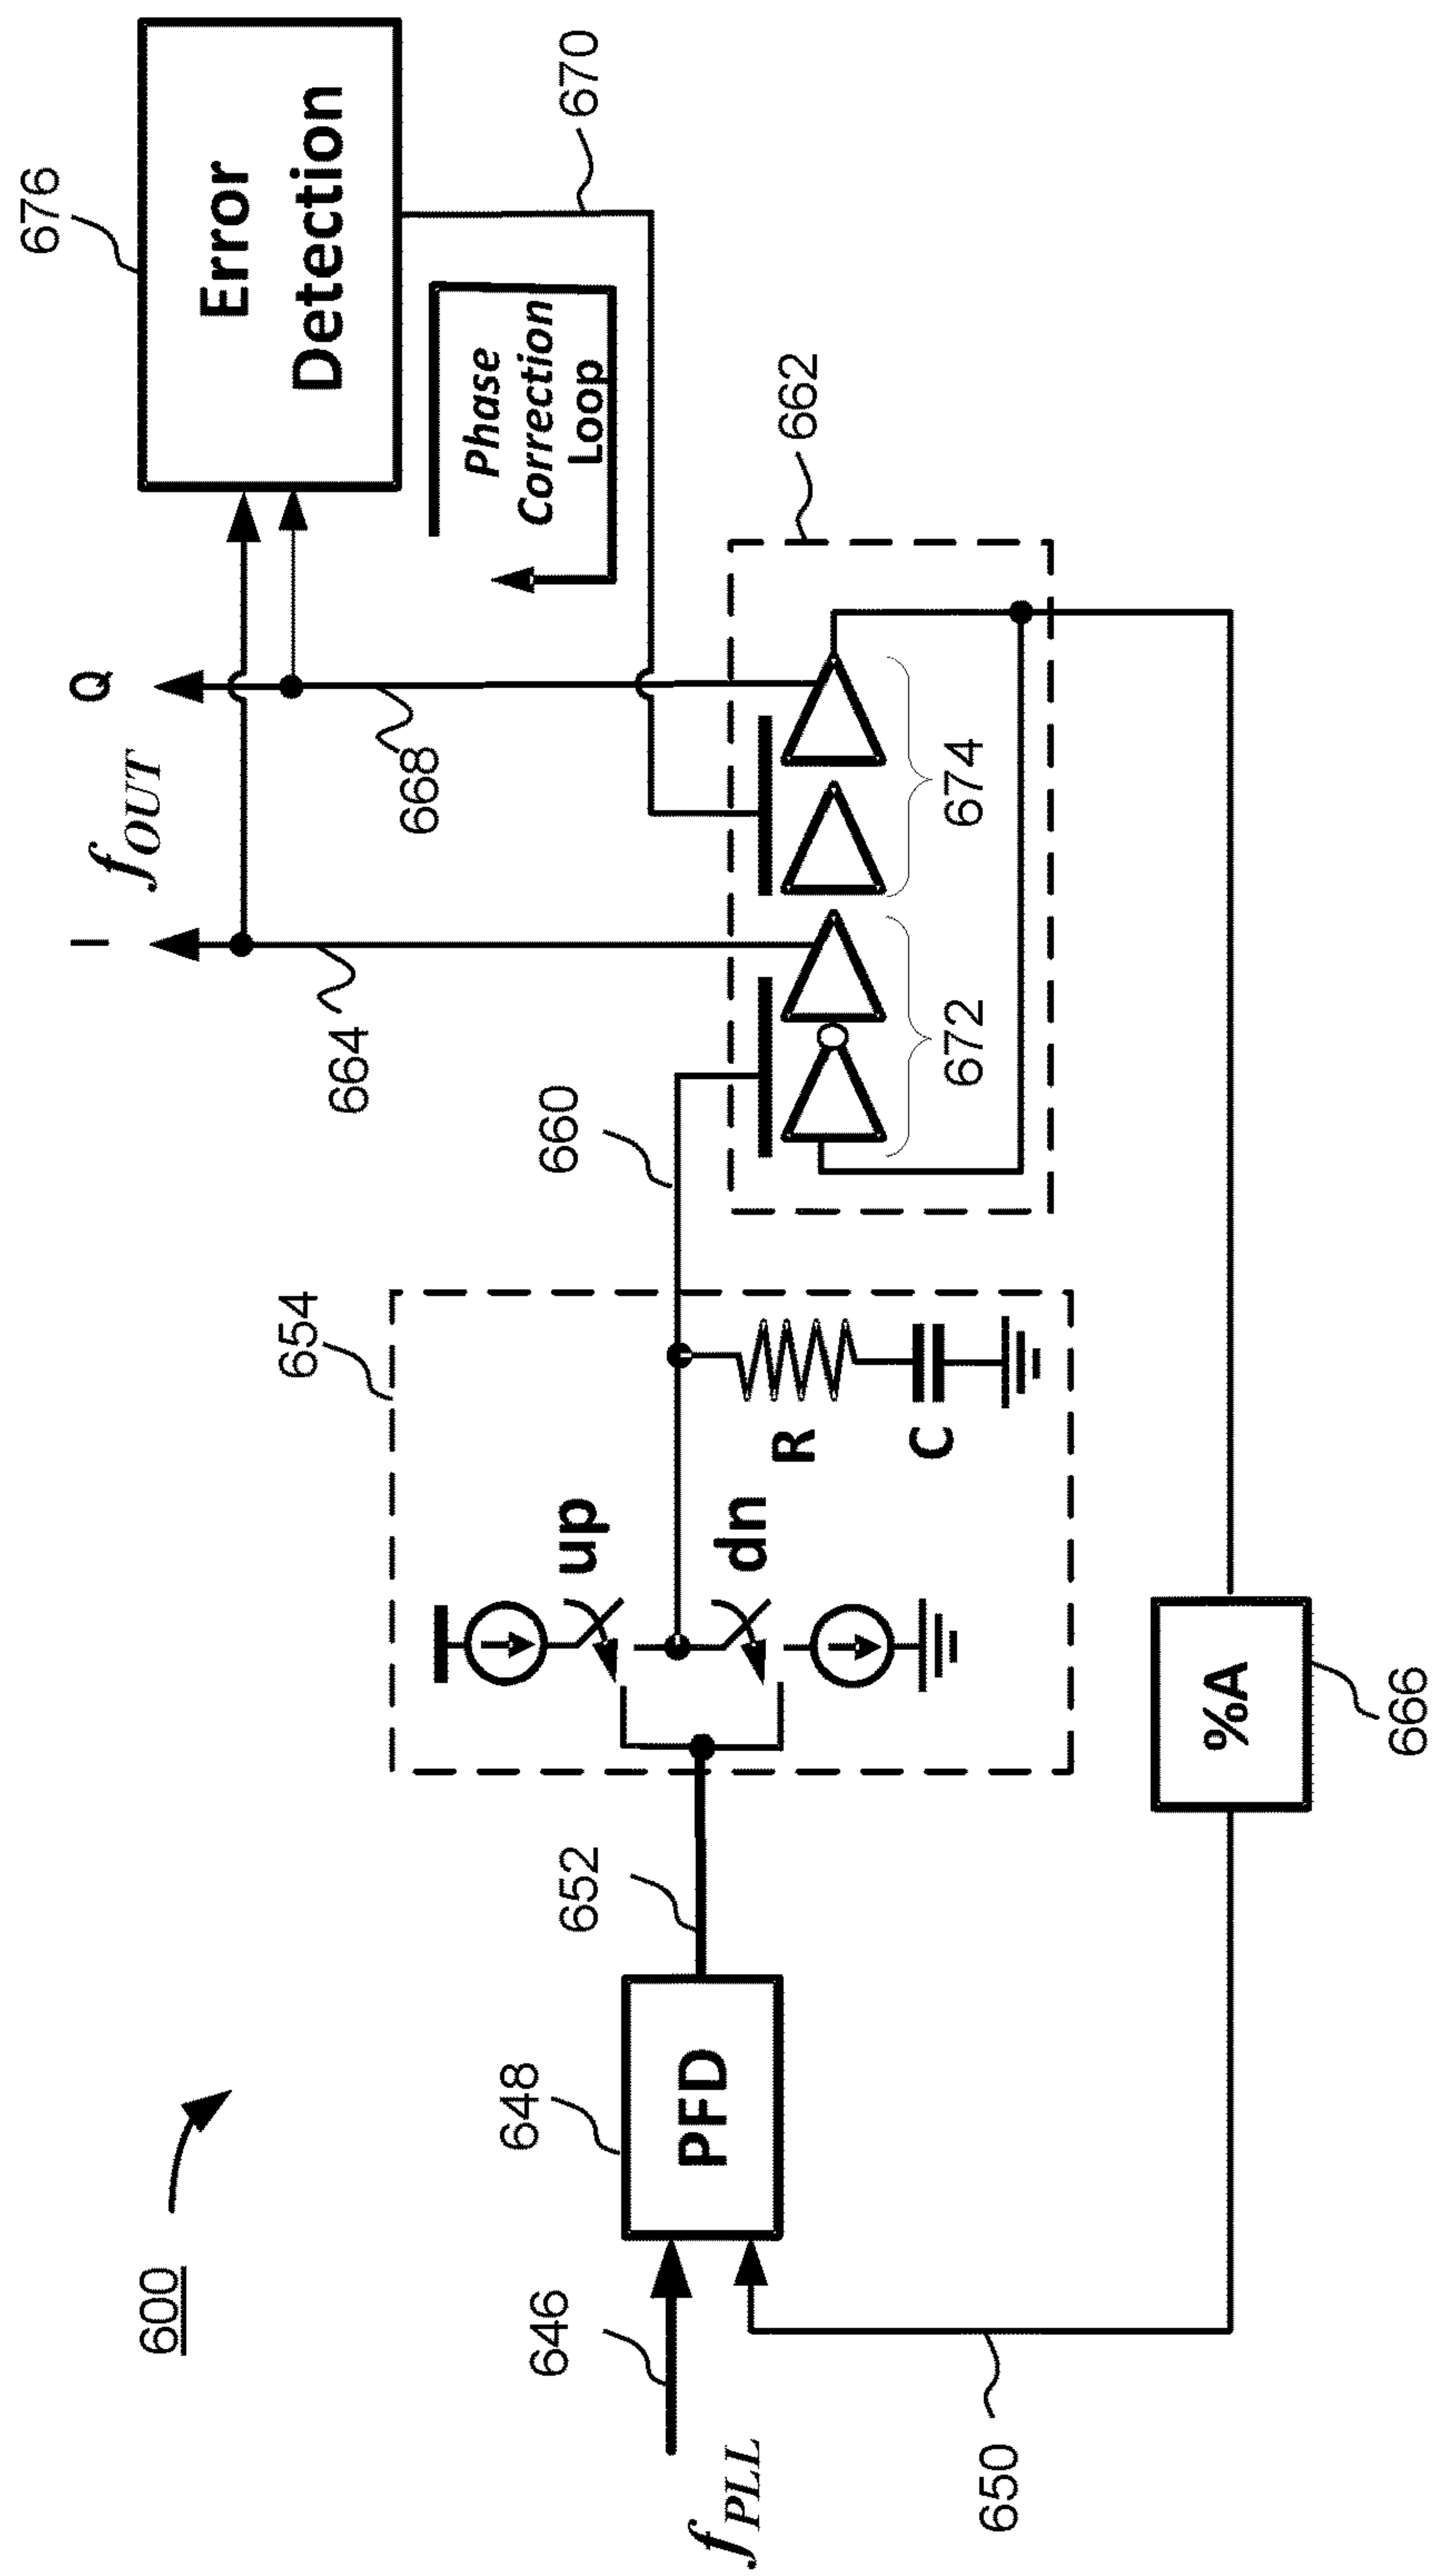 600
f_PLL
646
648
PFD
650
652
654
up
dn
R
C
660
662
664
I
f_OUT
Q
668
672
674
Phase
Correction
Loop
670
676
Error
Detection
%A
666